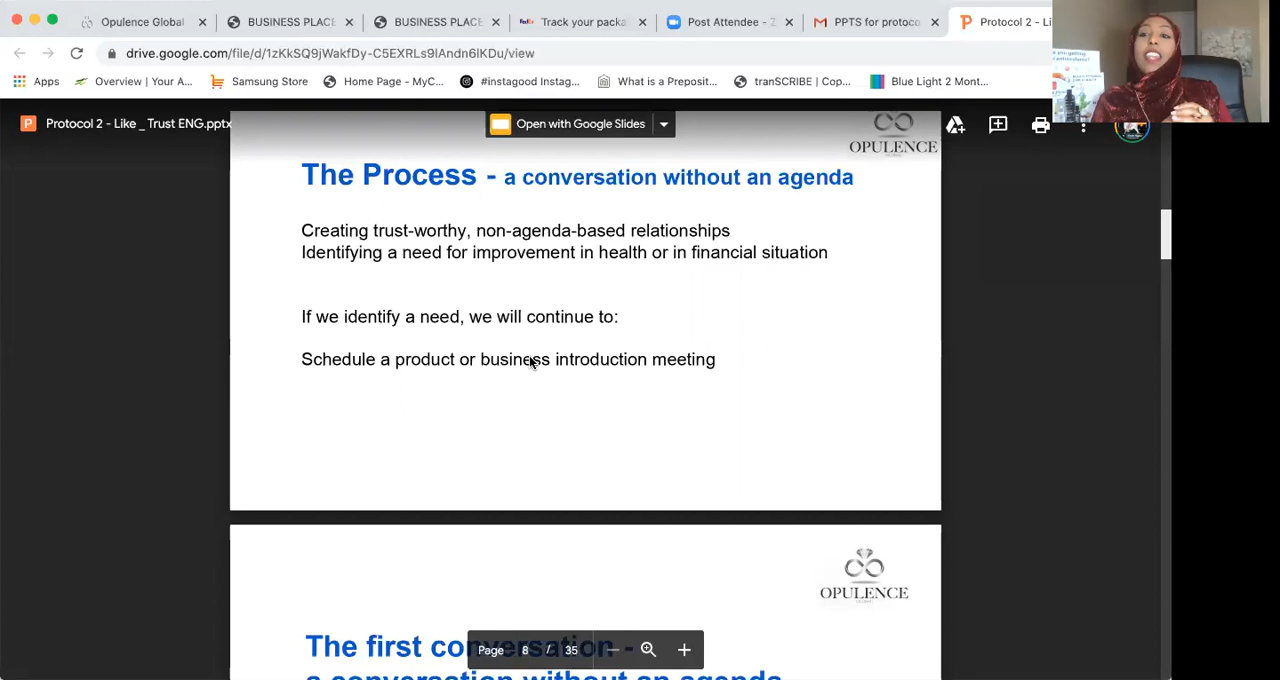 Opulence Global
BUSINESS PLACE
BUSINESS PLACE
FedEx
Track your packa
Post Attendee - Z
PPTS for protoco
Protocol 2 - Li
drive.google.com/file/d/1zKkSQ9jWakfDy-C5EXRLs9lAndn6lKDu/view
Apps
Overview | Your A...
Samsung Store
Home Page - MyC...
#instagood Instag...
What is a Preposit...
tranSCRIBE | Cop...
Blue Light 2 Mont...
P Protocol 2 - Like _ Trust ENG.pptx
Open with Google Slides
OPULENCE
The Process - a conversation without an agenda
Creating trust-worthy, non-agenda-based relationships
Identifying a need for improvement in health or in financial situation
If we identify a need, we will continue to:
Schedule a product or business introduction meeting
OPULENCE
The first conversation -
a conversation without an agenda
Page 8 / 35